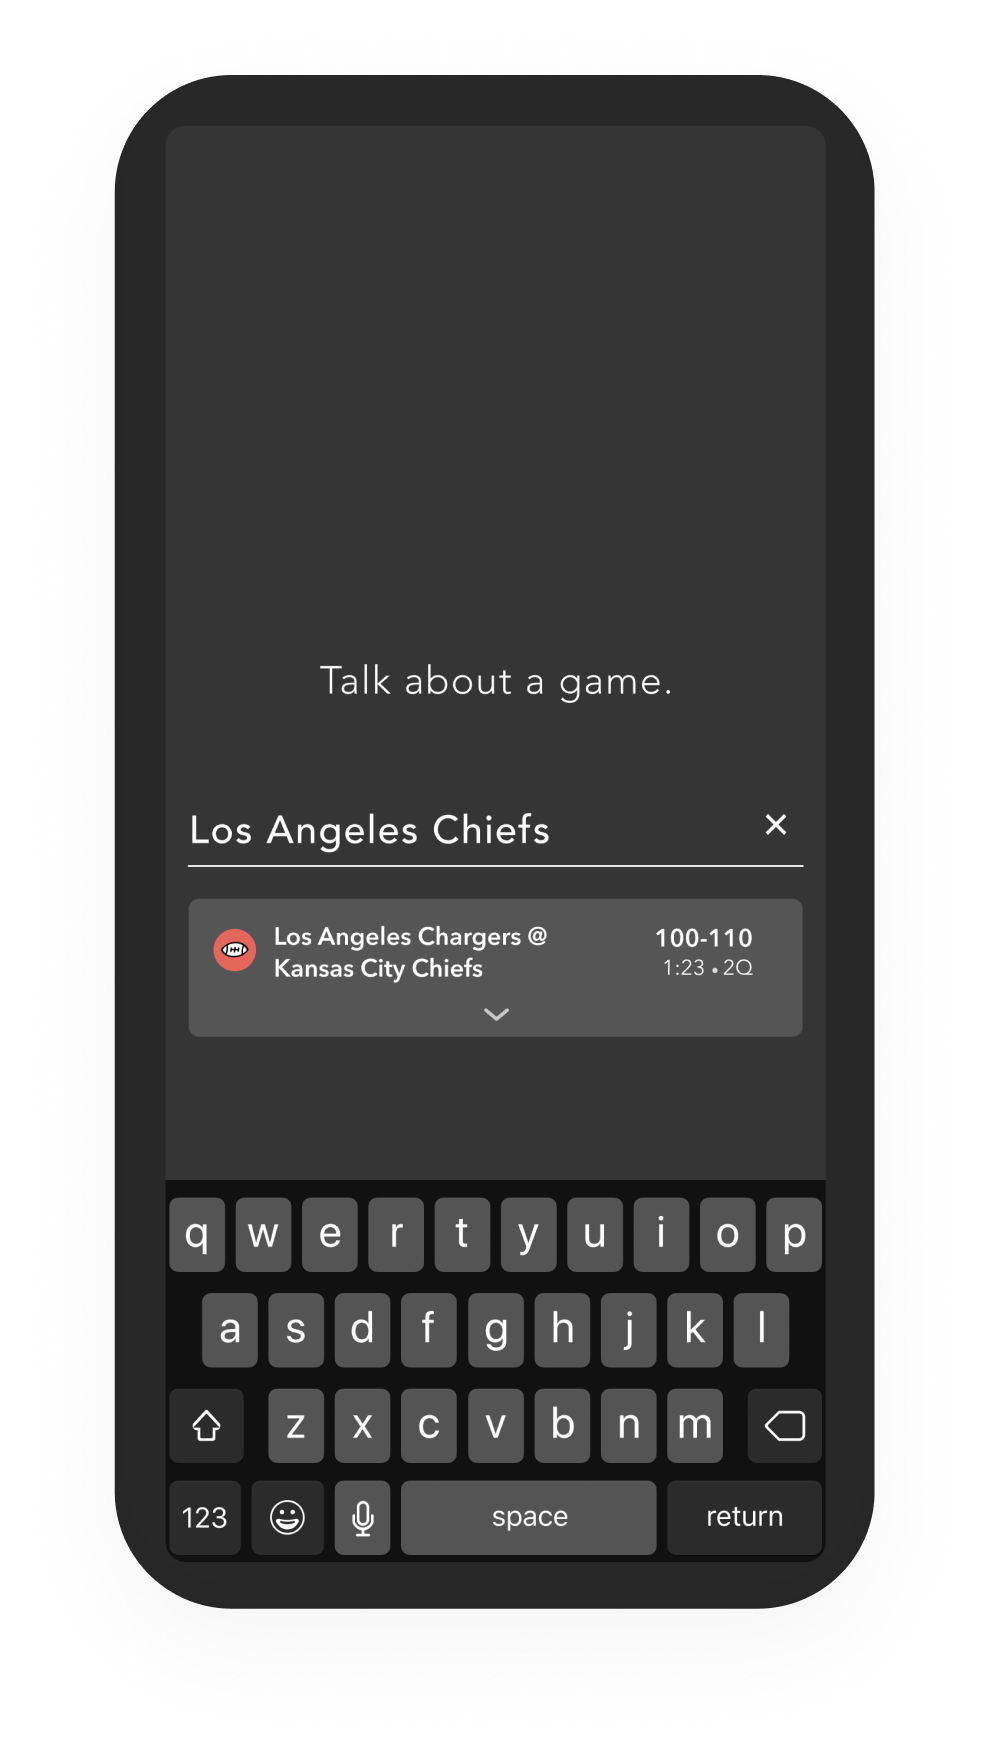 Talk about a game.
Los Angeles Chiefs
Los Angeles Chargers @
Kansas City Chiefs
100-110
1:23 • 2Q
q w e r t y u i o p
a s d f g h j k l
z x c v b n m
123 space return